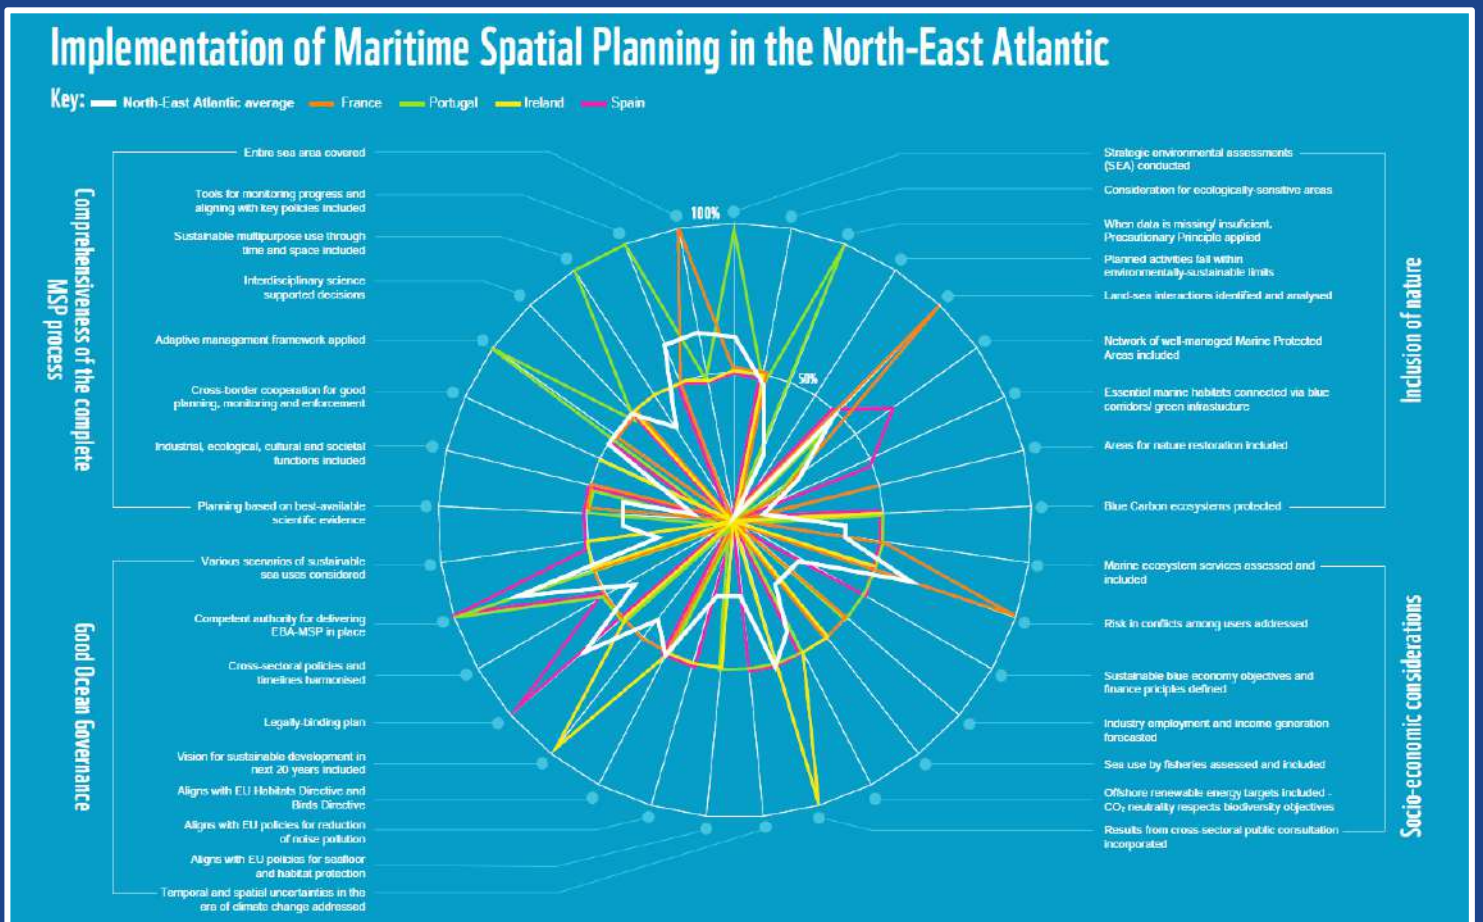 Implementation of Maritime Spatial Planning in the North-East Atlantic
Key: North-East Atlantic average France Portugal Ireland Spain
Comprehensiveness of the complete
MSP process
Entire sea area covered
Tools for monitoring progress and
aligning with key policies included
Sustainable multipurpose use through
time and space included
Interdisciplinary science
supported decisions
Adaptive management framework applied
Cross-border cooperation for good
planning, monitoring and enforcement
Industrial, ecological, cultural and societal
functions included
Planning based on best-available
scientific evidence
Good Ocean Governance
Various scenarios of sustainable
sea uses considered
Competent authority for delivering
EBA-MSP in place
Cross-sectoral policies and
timelines harmonised
Legally-binding plan
Vision for sustainable development in
next 20 years included
Aligns with EU Habitats Directive and
Birds Directive
Aligns with EU policies for reduction
of noise pollution
Aligns with EU policies for seafloor
and habitat protection
Temporal and spatial uncertainties in the
era of climate change addressed
100%
50%
Strategic environmental assessments
(SEA) conducted
Consideration for ecologically-sensitive areas
When data is missing/ insuficient,
Precautionary Principle applied
Planned activities fall within
environmentally-sustainable limits
Land-sea interactions identified and analysed
Network of well-managed Marine Protected
Areas included
Essential marine habitats connected via blue
corridors/ green infrastucture
Areas for nature restoration included
Blue Carbon ecosystems protected
Inclusion of nature
Marine ecosystem services assessed and
included
Risk in conflicts among users addressed
Sustainable blue economy objectives and
finance priciples defined
Industry employment and income generation
forecasted
Sea use by fisheries assessed and included
Offshore renewable energy targets included -
CO₂ neutrality respects biodiversity objectives
Results from cross-sectoral public consultation
incorporated
Socio-economic considerations